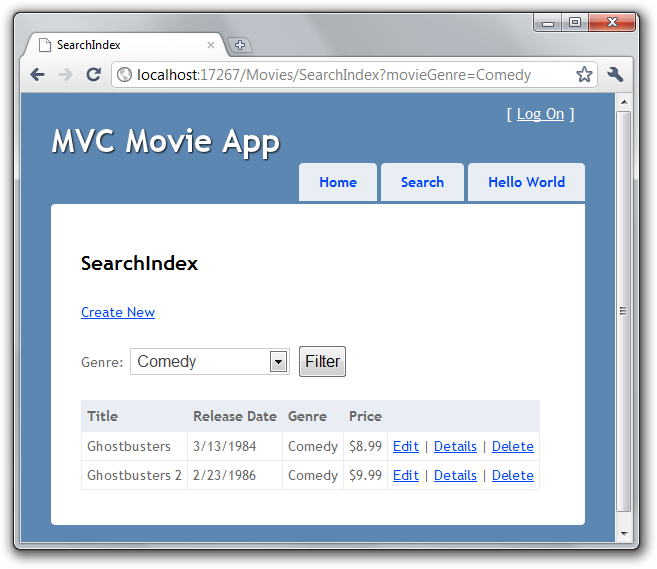 SearchIndex
localhost:17267/Movies/SearchIndex?movieGenre=Comedy
[ Log On ]
MVC Movie App
Home Search Hello World
SearchIndex
Create New
Genre: Comedy Filter
Title Release Date Genre Price
Ghostbusters 3/13/1984 Comedy $8.99 Edit | Details | Delete
Ghostbusters 2 2/23/1986 Comedy $9.99 Edit | Details | Delete